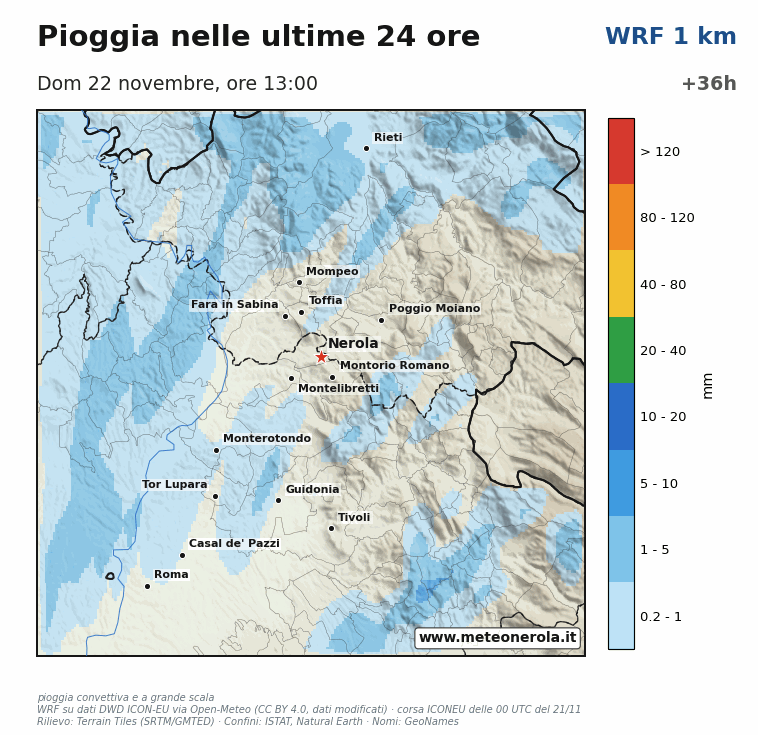 Pioggia nelle ultime 24 ore
WRF 1 km
Dom 22 novembre, ore 13:00
+36h
Rieti
Mompeo
Fara in Sabina
Toffia
Poggio Moiano
Nerola
Montorio Romano
Montelibretti
Monterotondo
Tor Lupara
Guidonia
Tivoli
Casal de' Pazzi
Roma
www.meteonerola.it
> 120
80 - 120
40 - 80
20 - 40
10 - 20
5 - 10
1 - 5
0.2 - 1
mm
pioggia convettiva e a grande scala
WRF su dati DWD ICON-EU via Open-Meteo (CC BY 4.0, dati modificati) · corsa ICONEU delle 00 UTC del 21/11
Rilievo: Terrain Tiles (SRTM/GMTED) · Confini: ISTAT, Natural Earth · Nomi: GeoNames